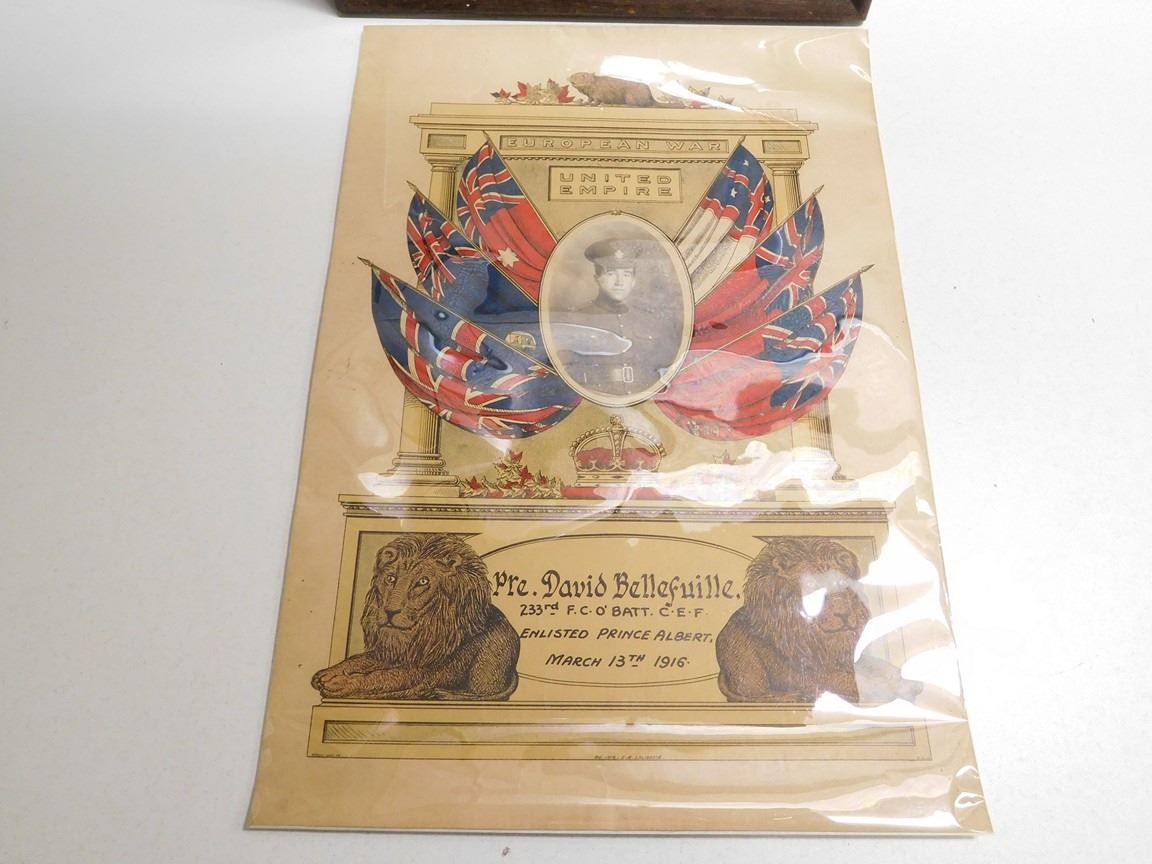 EUROPEAN WAR
UNITED
EMPIRE
Pte. David Bellefuille.
233rd F.C.O' BATT. C.E.F.
ENLISTED PRINCE ALBERT,
MARCH 13TH 1916.